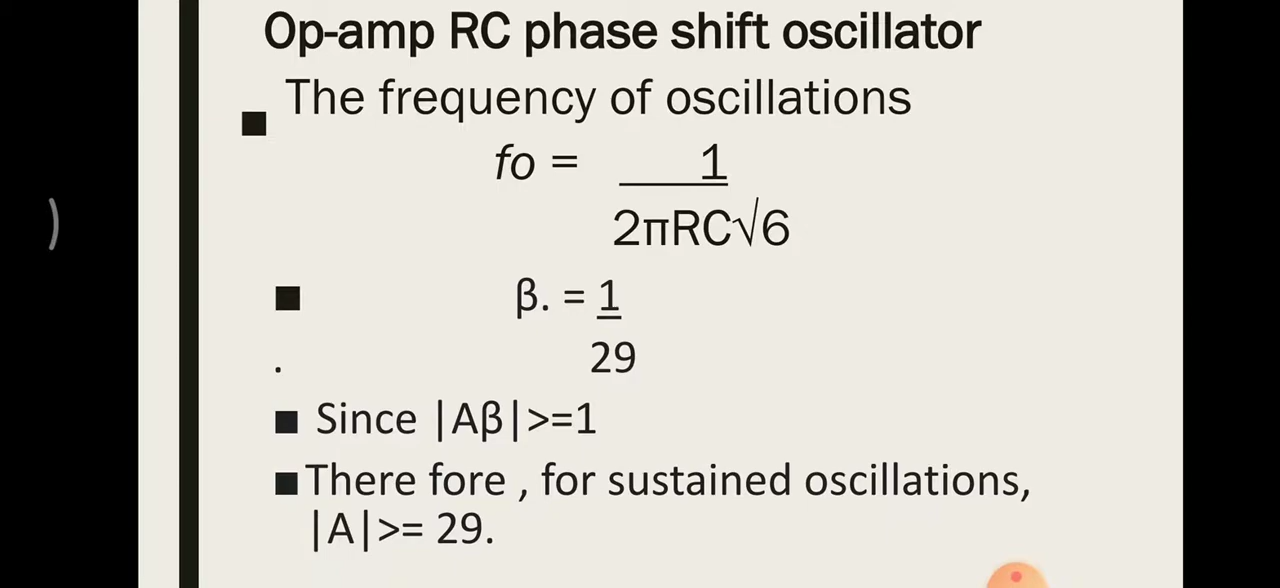 Op-amp RC phase shift oscillator
■ The frequency of oscillations
fo = 1
2πRC√6
■ β. = 1
. 29
■ Since |Aβ|>=1
■ There fore , for sustained oscillations,
|A|>= 29.